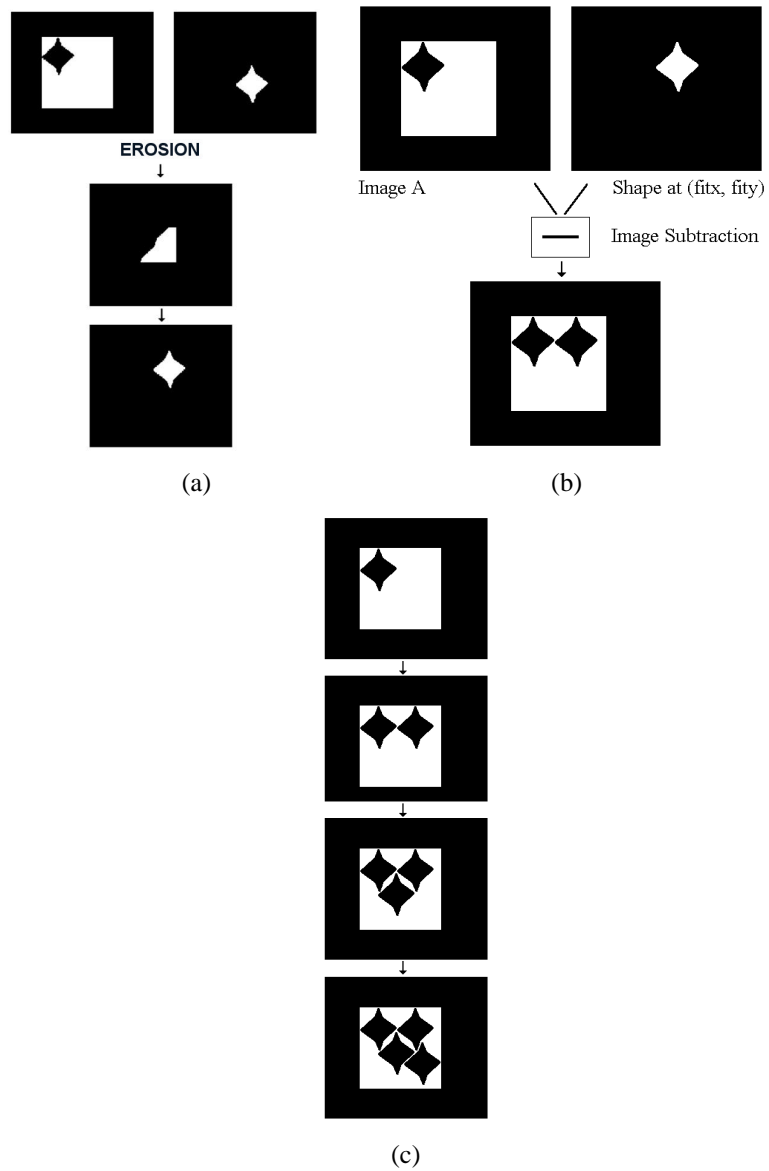 EROSION
Image A
Shape at (fitx, fity)
Image Subtraction
(a)
(b)
(c)